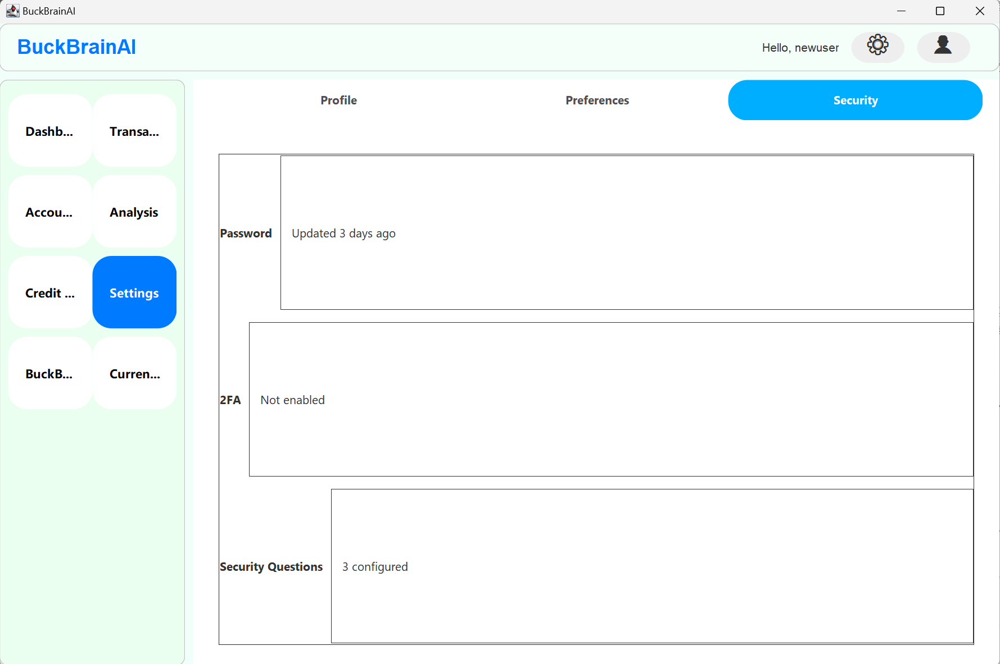 BuckBrainAI
BuckBrainAI
Hello, newuser
Profile
Preferences
Security
Dashb...
Transa...
Accou...
Analysis
Credit ...
Settings
BuckB...
Curren...
Password
Updated 3 days ago
2FA
Not enabled
Security Questions
3 configured